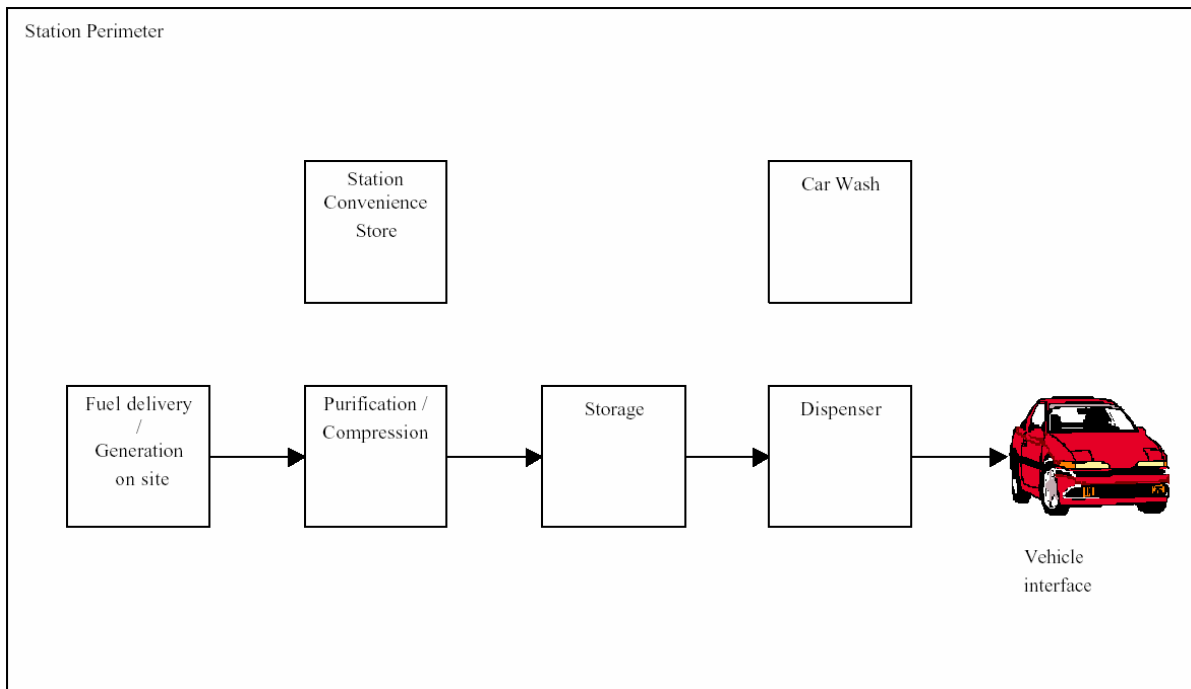 Station Perimeter
Station
Convenience
Store
Car Wash
Fuel delivery
/
Generation
on site
Purification /
Compression
Storage
Dispenser
Vehicle
interface